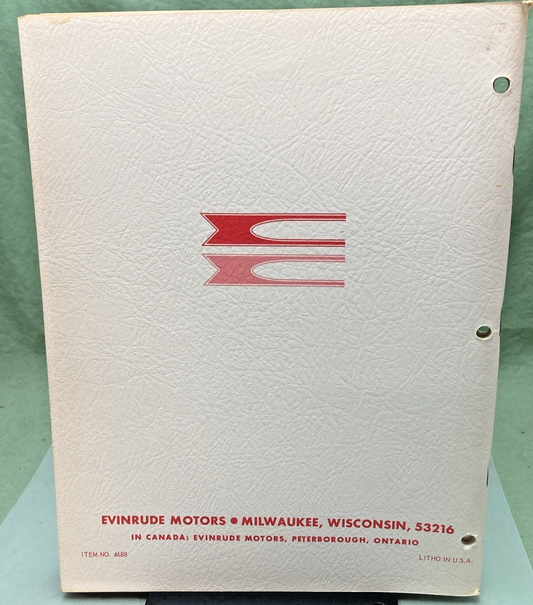 EVINRUDE MOTORS • MILWAUKEE, WISCONSIN, 53216
IN CANADA: EVINRUDE MOTORS, PETERBOROUGH, ONTARIO
ITEM NO. 4688
LITHO IN U.S.A.